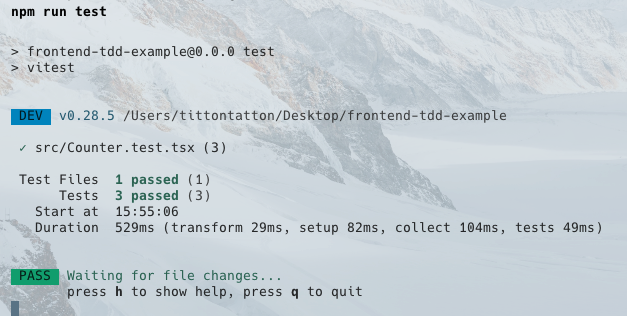 npm run test
> frontend-tdd-example@0.0.0 test
> vitest
DEV v0.28.5 /Users/tittontatton/Desktop/frontend-tdd-example
✓ src/Counter.test.tsx (3)
Test Files 1 passed (1)
Tests 3 passed (3)
Start at 15:55:06
Duration 529ms (transform 29ms, setup 82ms, collect 104ms, tests 49ms)
PASS Waiting for file changes...
press h to show help, press q to quit